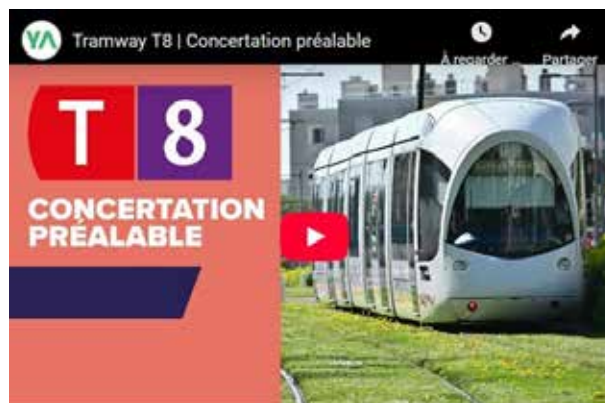 YA
Tramway T8 | Concertation préalable
À regarder ...
Partager
T 8
CONCERTATION
PRÉALABLE